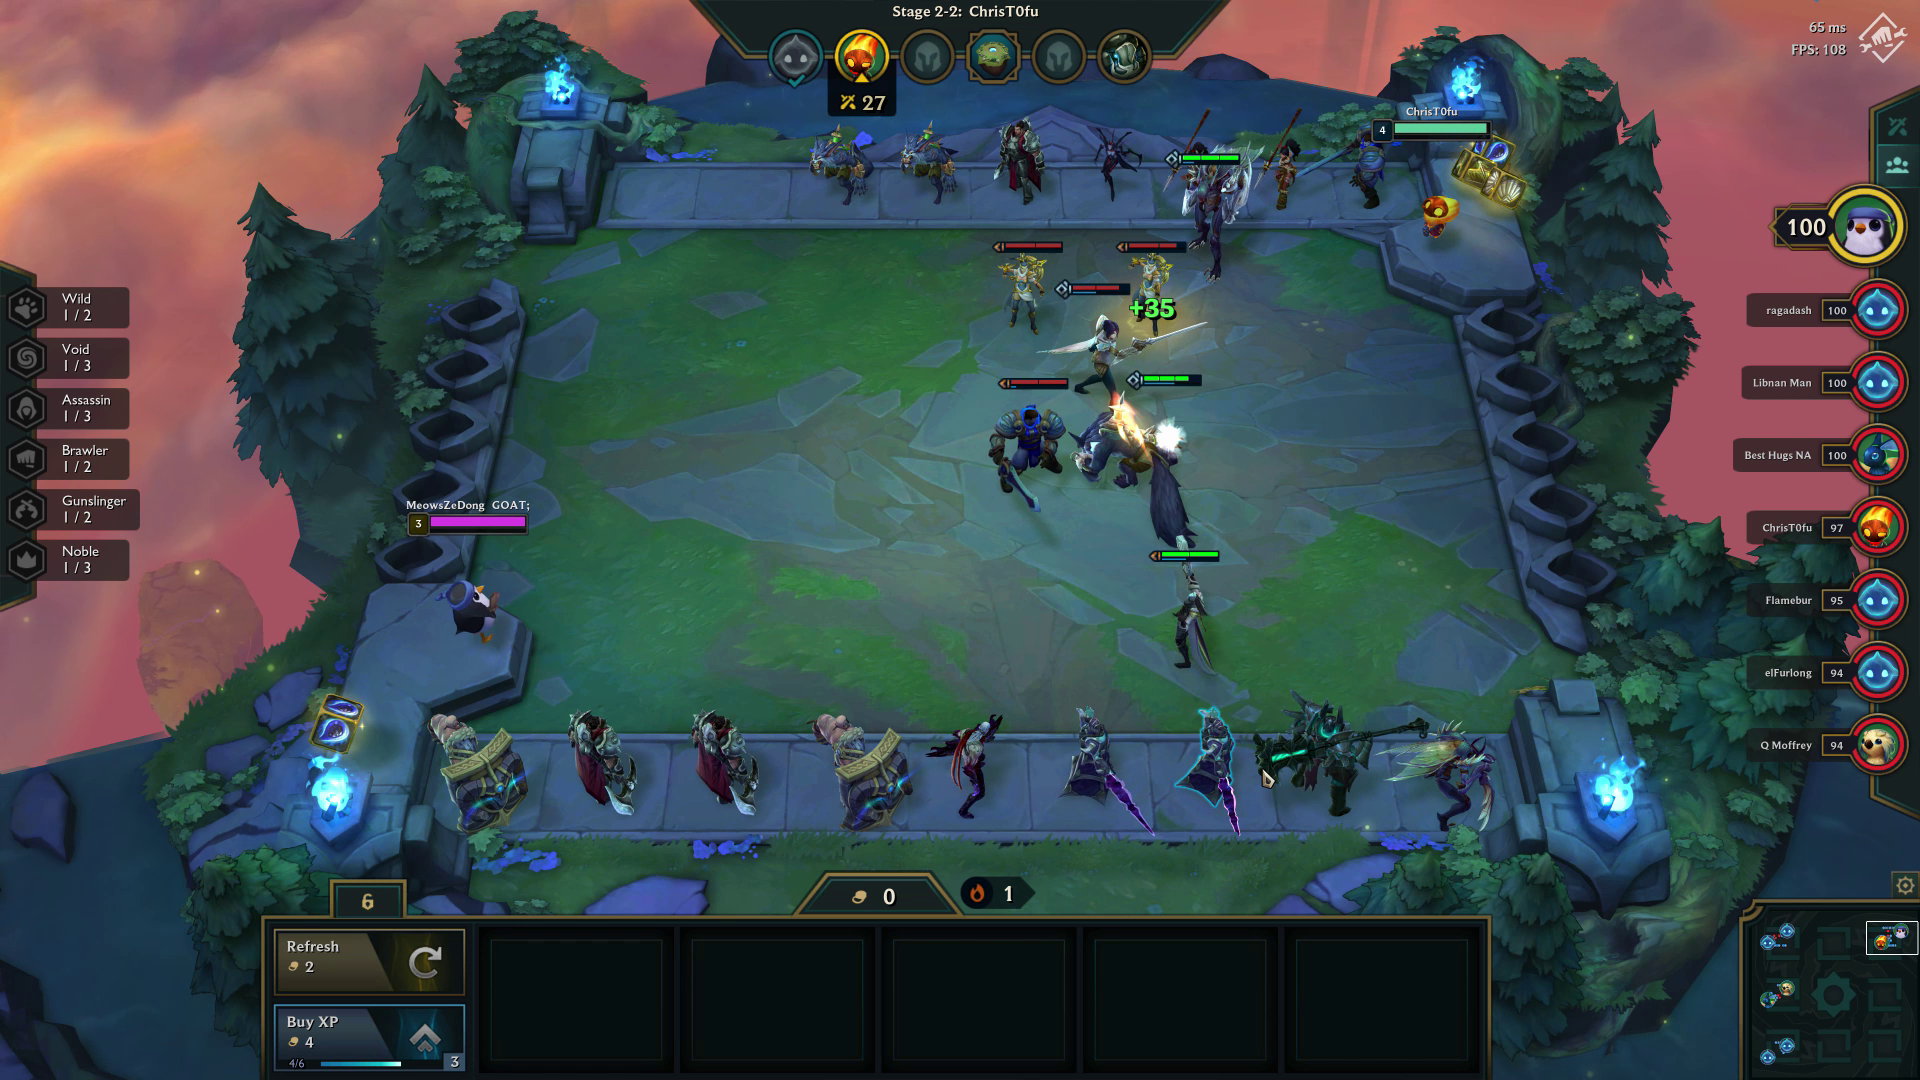 Stage 2-2: ChrisT0fu
65 ms
FPS: 108
27
ChrisT0fu
4
100
+35
Wild
1 / 2
Void
1 / 3
Assassin
1 / 3
Brawler
1 / 2
Gunslinger
1 / 2
Noble
1 / 3
ragadash 100
Libnan Man 100
Best Hugs NA 100
ChrisT0fu 97
Flamebur 95
elFurlong 94
Q Moffrey 94
MeowsZeDong GOAT;
3
6
0
1
Refresh
2
Buy XP
4
4/6
3